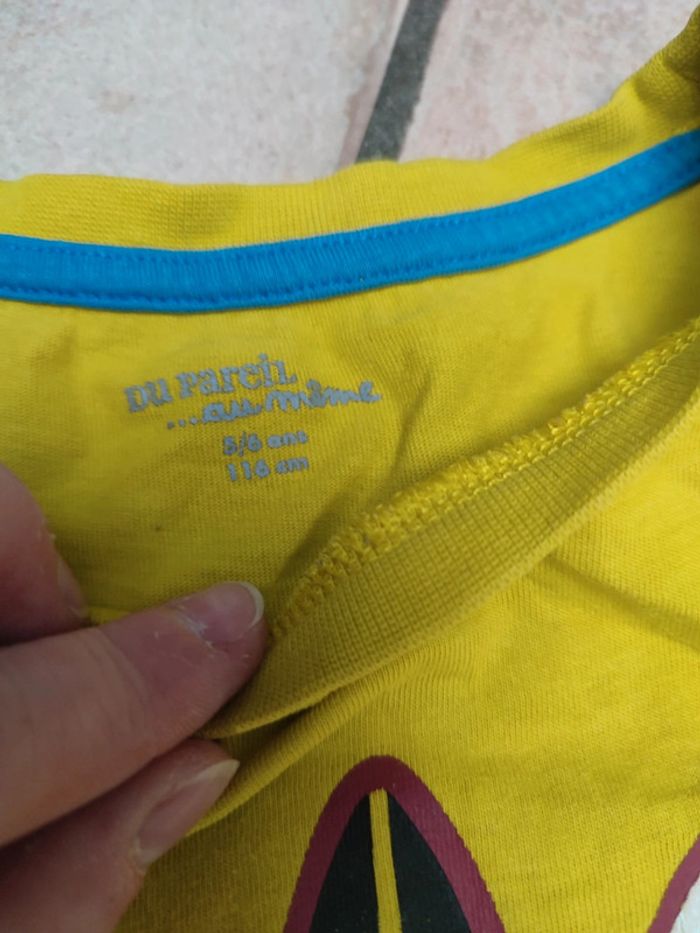 DU Pareil
...au même
5/6 ans
116 cm